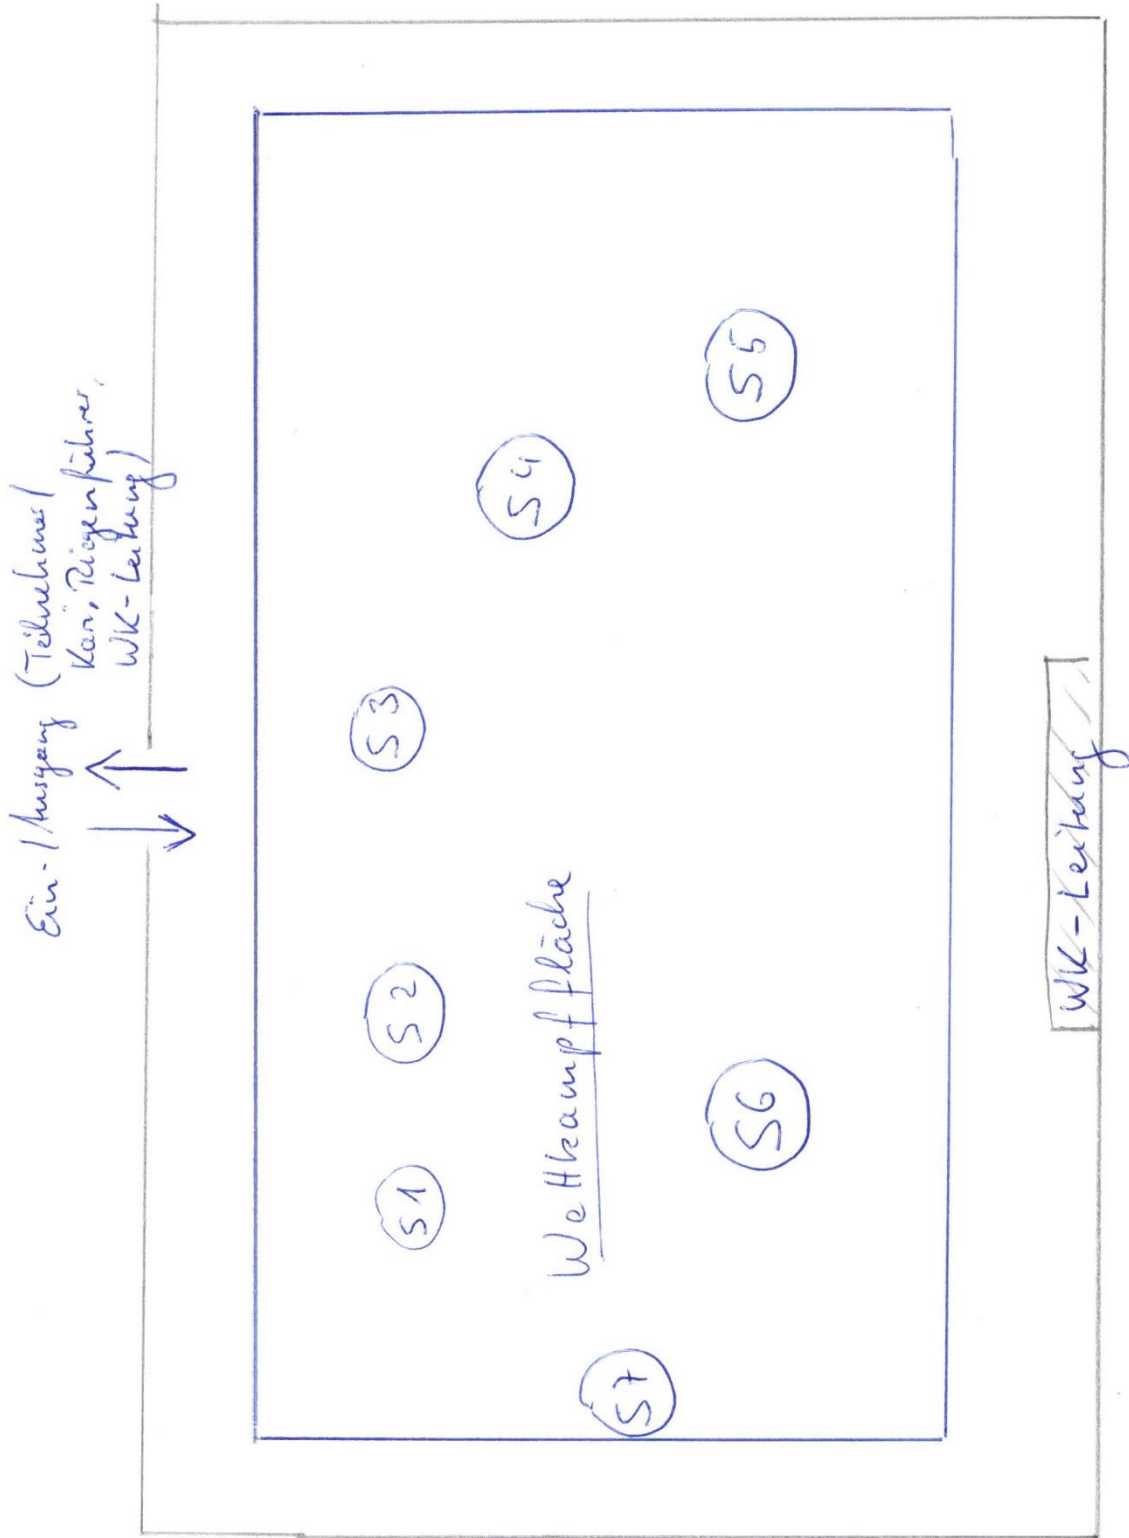 Ein-/Ausgang (Teilnehmer/
Kari, Riegenführer,
WK-Leitung)
S1
S2
S3
S4
S5
S6
S7
Wettkampffläche
WK-Leitung